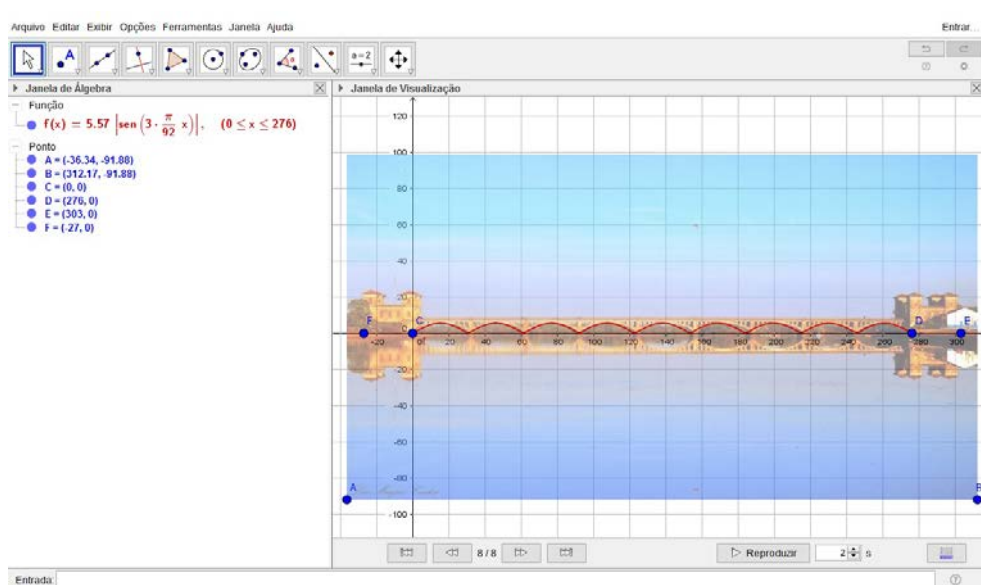 Arquivo Editar Exibir Opções Ferramentas Janela Ajuda
Entrar...
A
a=2
Janela de Álgebra
Janela de Visualização
Função
f(x) = 5.57 |sen (3 · π/92 x)|, (0 ≤ x ≤ 276)
Ponto
A = (-36.34, -91.88)
B = (312.17, -91.88)
C = (0, 0)
D = (276, 0)
E = (303, 0)
F = (-27, 0)
120
100
80
60
40
20
F C D E
0
-20 0 20 40 60 80 100 120 140 160 180 200 220 240 260 280 300
-20
-40
-60
-80
A
-100
8 / 8
Reproduzir
2
s
Entrada: